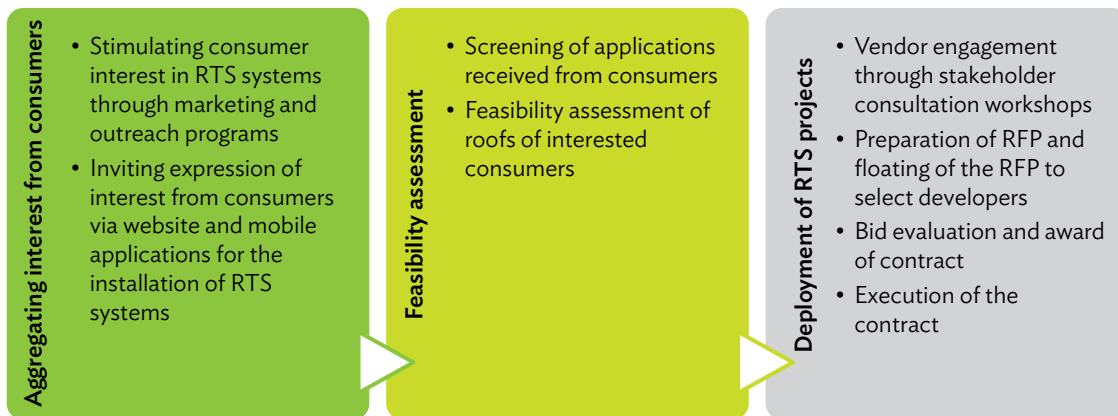 Aggregating interest from consumers
• Stimulating consumer
interest in RTS systems
through marketing and
outreach programs
• Inviting expression of
interest from consumers
via website and mobile
applications for the
installation of RTS
systems
Feasibility assessment
• Screening of applications
received from consumers
• Feasibility assessment of
roofs of interested
consumers
Deployment of RTS projects
• Vendor engagement
through stakeholder
consultation workshops
• Preparation of RFP and
floating of the RFP to
select developers
• Bid evaluation and award
of contract
• Execution of the
contract